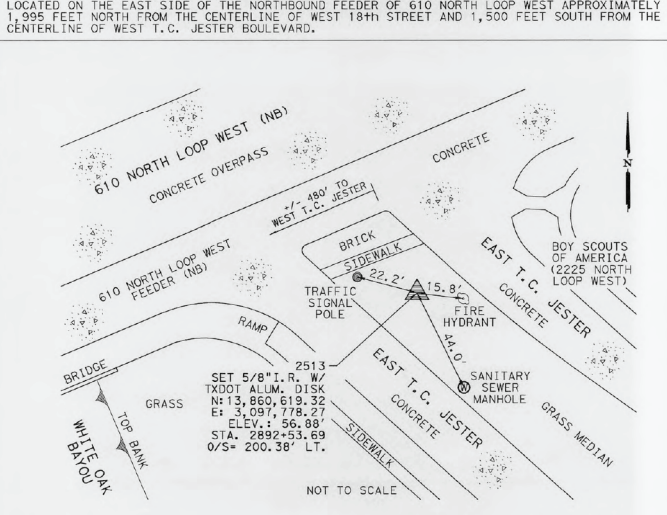 LOCATED ON THE EAST SIDE OF THE NORTHBOUND FEEDER OF 610 NORTH LOOP WEST APPROXIMATELY
1,995 FEET NORTH FROM THE CENTERLINE OF WEST 18th STREET AND 1,500 FEET SOUTH FROM THE
CENTERLINE OF WEST T.C. JESTER BOULEVARD.
610 NORTH LOOP WEST (NB)
CONCRETE OVERPASS
CONCRETE
N
+/- 480' TO
WEST T.C. JESTER
BRICK
SIDEWALK
610 NORTH LOOP WEST
FEEDER (NB)
EAST T.C. JESTER
CONCRETE
BOY SCOUTS
OF AMERICA
(2225 NORTH
LOOP WEST)
22.2'
15.8'
TRAFFIC
SIGNAL
POLE
FIRE
HYDRANT
RAMP
44.0'
BRIDGE
2513
SET 5/8"I.R. W/
TXDOT ALUM. DISK
N:13,860,619.32
E: 3,097,778.27
ELEV.: 56.88'
STA. 2892+53.69
O/S= 200.38' LT.
EAST T.C. JESTER
CONCRETE
SANITARY
SEWER
MANHOLE
GRASS
TOP BANK
WHITE OAK
BAYOU
GRASS MEDIAN
SIDEWALK
NOT TO SCALE